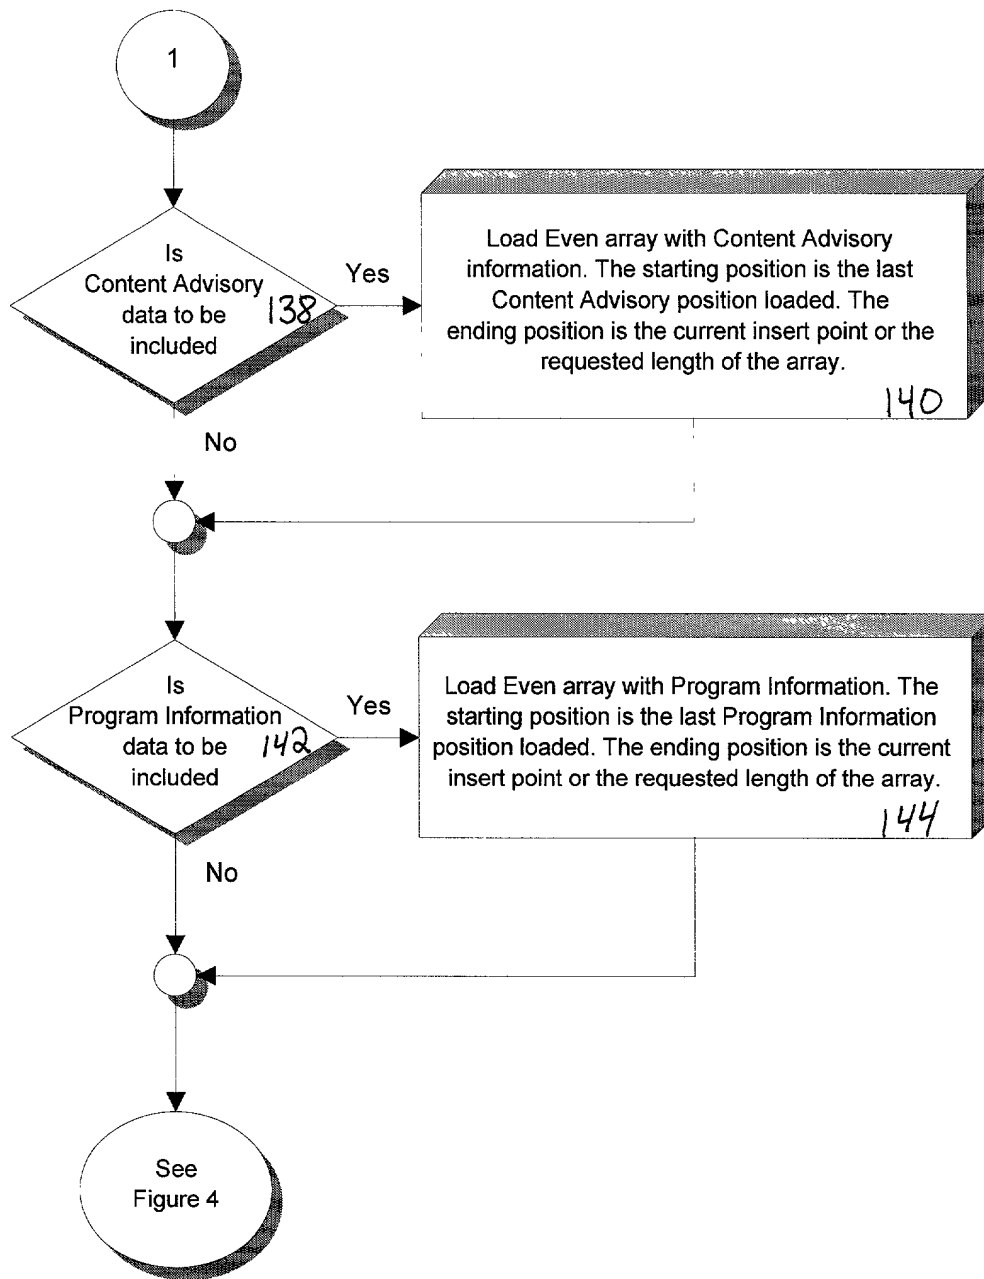 1
Is
Content Advisory
data to be
included
138
Yes
Load Even array with Content Advisory
information. The starting position is the last
Content Advisory position loaded. The
ending position is the current insert point or the
requested length of the array.
140
No
Is
Program Information
data to be
included
142
Yes
Load Even array with Program Information. The
starting position is the last Program Information
position loaded. The ending position is the current
insert point or the requested length of the array.
144
No
See
Figure 4